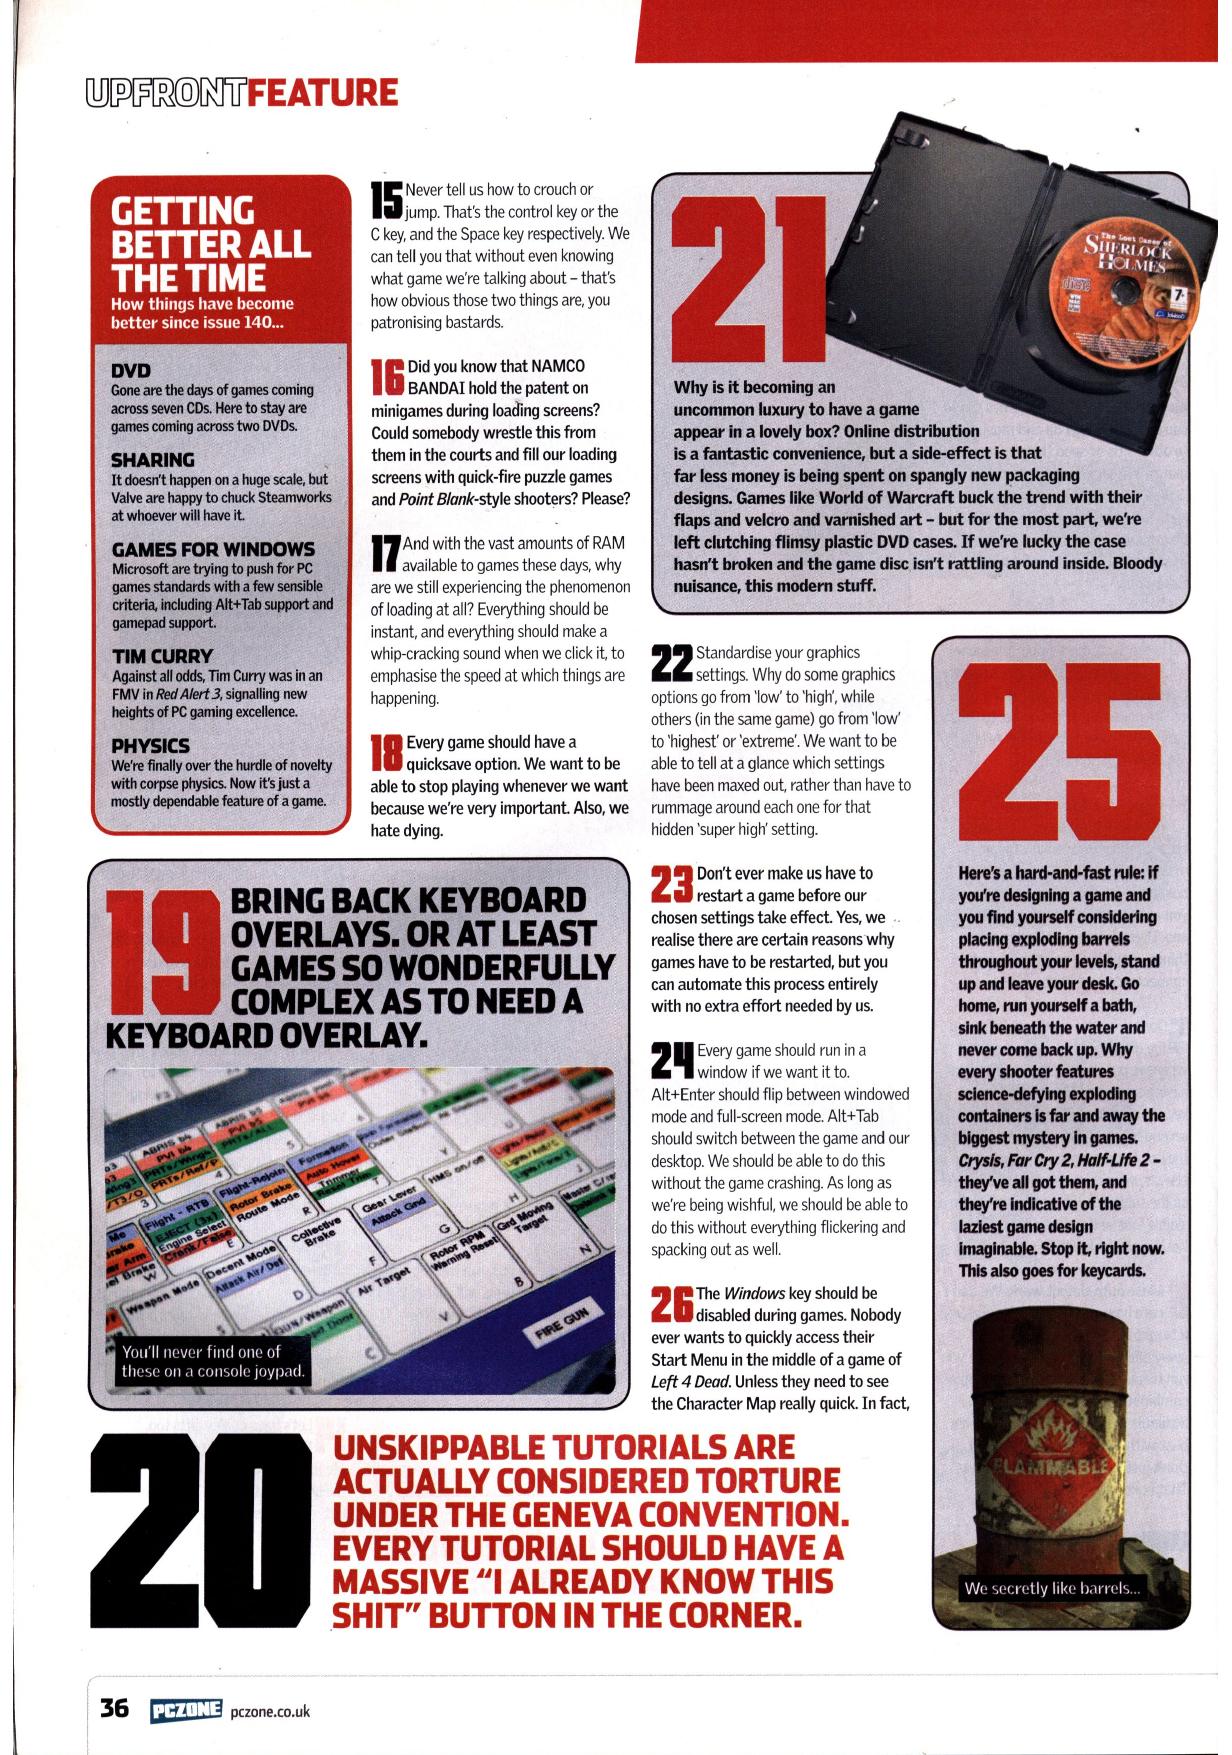 UPFRONTFEATURE
GETTING
BETTER ALL
THE TIME
How things have become
better since issue 140...
DVD
Gone are the days of games coming
across seven CDs. Here to stay are
games coming across two DVDs.
SHARING
It doesn't happen on a huge scale, but
Valve are happy to chuck Steamworks
at whoever will have it.
GAMES FOR WINDOWS
Microsoft are trying to push for PC
games standards with a few sensible
criteria, including Alt+Tab support and
gamepad support.
TIM CURRY
Against all odds, Tim Curry was in an
FMV in Red Alert 3, signalling new
heights of PC gaming excellence.
PHYSICS
We're finally over the hurdle of novelty
with corpse physics. Now it's just a
mostly dependable feature of a game.
15 Never tell us how to crouch or
jump. That's the control key or the
C key, and the Space key respectively. We
can tell you that without even knowing
what game we're talking about – that's
how obvious those two things are, you
patronising bastards.
16 Did you know that NAMCO
BANDAI hold the patent on
minigames during loading screens?
Could somebody wrestle this from
them in the courts and fill our loading
screens with quick-fire puzzle games
and Point Blank-style shooters? Please?
17 And with the vast amounts of RAM
available to games these days, why
are we still experiencing the phenomenon
of loading at all? Everything should be
instant, and everything should make a
whip-cracking sound when we click it, to
emphasise the speed at which things are
happening.
18 Every game should have a
quicksave option. We want to be
able to stop playing whenever we want
because we're very important. Also, we
hate dying.
19 BRING BACK KEYBOARD
OVERLAYS. OR AT LEAST
GAMES SO WONDERFULLY
COMPLEX AS TO NEED A
KEYBOARD OVERLAY.
Flight - RTB
EJECT (3x)
Engine Select
E
Flight-Rejoin
Rotor Brake
Route Mode
R
Formation
Auto Hover
Trimmer
Decent Mode
Attack Air/Def
D
Collective
Brake
F
Gear Lever
Attack Gnd
G
HMS on/off
H
Weapon Mode
Air Target
V
Rotor RPM
Warning Reset
B
Grd Moving
Target
N
C
FIRE GUN
You'll never find one of
these on a console joypad.
20 UNSKIPPABLE TUTORIALS ARE
ACTUALLY CONSIDERED TORTURE
UNDER THE GENEVA CONVENTION.
EVERY TUTORIAL SHOULD HAVE A
MASSIVE “I ALREADY KNOW THIS
SHIT” BUTTON IN THE CORNER.
21
The Lost Cases of
SHERLOCK
HOLMES
7+
Why is it becoming an
uncommon luxury to have a game
appear in a lovely box? Online distribution
is a fantastic convenience, but a side-effect is that
far less money is being spent on spangly new packaging
designs. Games like World of Warcraft buck the trend with their
flaps and velcro and varnished art – but for the most part, we're
left clutching flimsy plastic DVD cases. If we're lucky the case
hasn't broken and the game disc isn't rattling around inside. Bloody
nuisance, this modern stuff.
22 Standardise your graphics
settings. Why do some graphics
options go from 'low' to 'high', while
others (in the same game) go from 'low'
to 'highest' or 'extreme'. We want to be
able to tell at a glance which settings
have been maxed out, rather than have to
rummage around each one for that
hidden 'super high' setting.
23 Don't ever make us have to
restart a game before our
chosen settings take effect. Yes, we
realise there are certain reasons why
games have to be restarted, but you
can automate this process entirely
with no extra effort needed by us.
24 Every game should run in a
window if we want it to.
Alt+Enter should flip between windowed
mode and full-screen mode. Alt+Tab
should switch between the game and our
desktop. We should be able to do this
without the game crashing. As long as
we're being wishful, we should be able to
do this without everything flickering and
spacking out as well.
26 The Windows key should be
disabled during games. Nobody
ever wants to quickly access their
Start Menu in the middle of a game of
Left 4 Dead. Unless they need to see
the Character Map really quick. In fact,
25
Here's a hard-and-fast rule: if
you're designing a game and
you find yourself considering
placing exploding barrels
throughout your levels, stand
up and leave your desk. Go
home, run yourself a bath,
sink beneath the water and
never come back up. Why
every shooter features
science-defying exploding
containers is far and away the
biggest mystery in games.
Crysis, Far Cry 2, Half-Life 2 –
they've all got them, and
they're indicative of the
laziest game design
imaginable. Stop it, right now.
This also goes for keycards.
FLAMMABLE
We secretly like barrels...
36 PCZONE pczone.co.uk